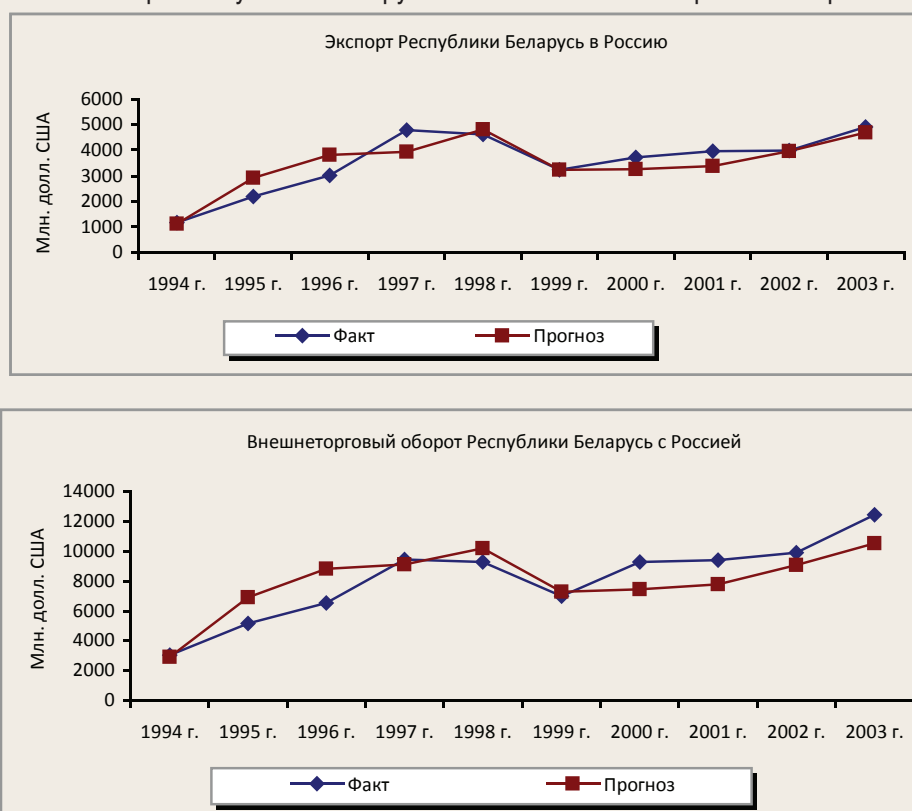 Экспорт Республики Беларусь в Россию
Млн. долл. США
6000
5000
4000
3000
2000
1000
0
1994 г. 1995 г. 1996 г. 1997 г. 1998 г. 1999 г. 2000 г. 2001 г. 2002 г. 2003 г.
Факт Прогноз
Внешнеторговый оборот Республики Беларусь с Россией
Млн. долл. США
14000
12000
10000
8000
6000
4000
2000
0
1994 г. 1995 г. 1996 г. 1997 г. 1998 г. 1999 г. 2000 г. 2001 г. 2002 г. 2003 г.
Факт Прогноз